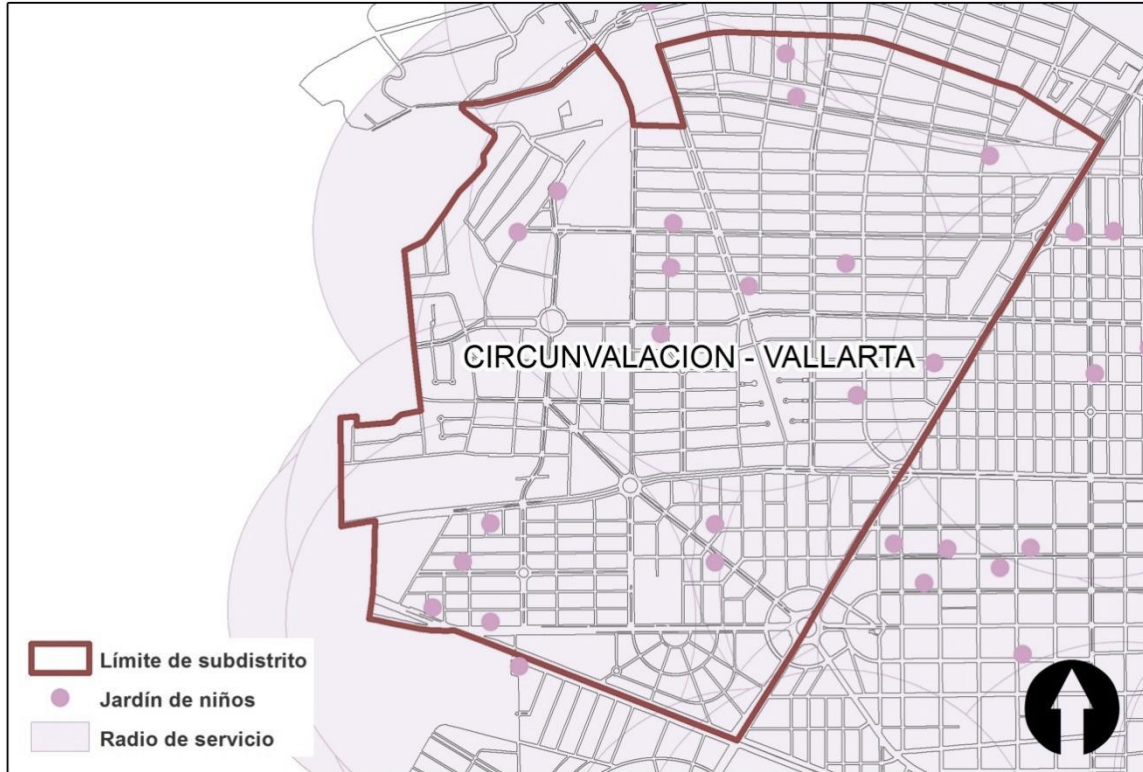 CIRCUNVALACION - VALLARTA
Límite de subdistrito
Jardín de niños
Radio de servicio